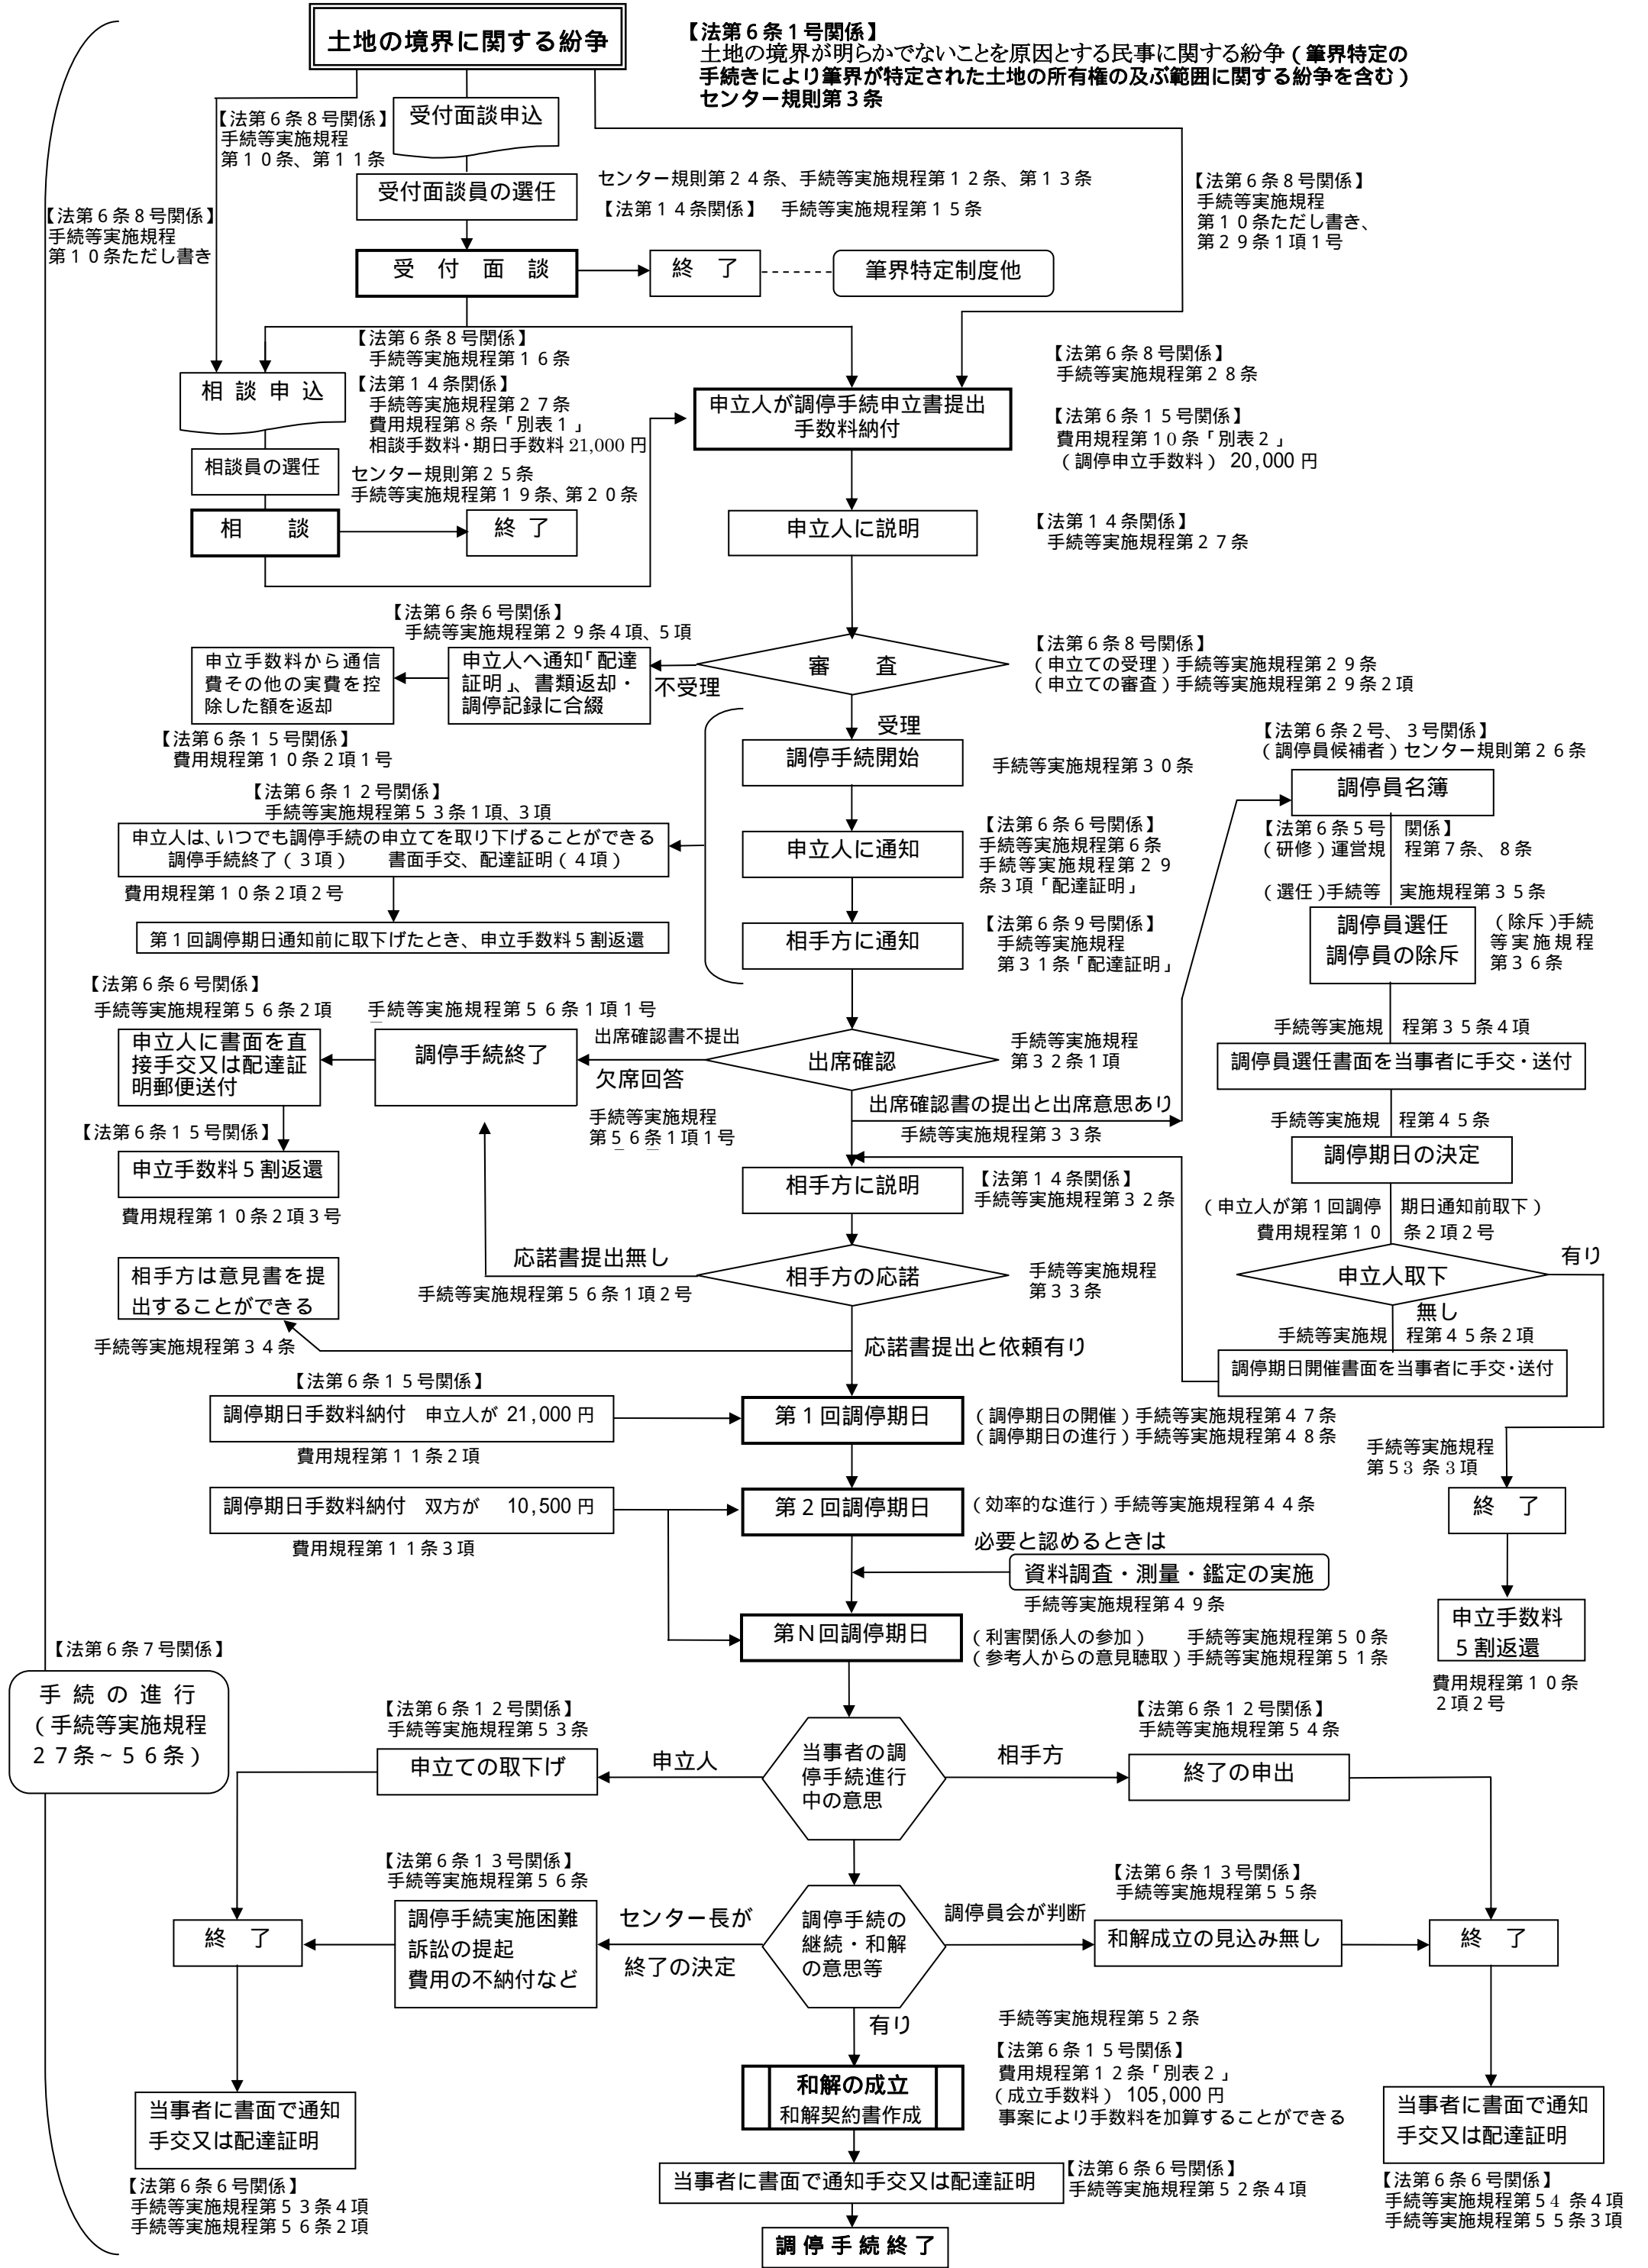 土地の境界に関する紛争
【法第６条１号関係】
土地の境界が明らかでないことを原因とする民事に関する紛争（筆界特定の
手続きにより筆界が特定された土地の所有権の及ぶ範囲に関する紛争を含む）
センター規則第３条
【法第６条８号関係】
手続等実施規程
第１０条、第１１条
受付面談申込
受付面談員の選任
センター規則第２４条、手続等実施規程第１２条、第１３条
【法第１４条関係】　手続等実施規程第１５条
【法第６条８号関係】
手続等実施規程
第１０条ただし書き、
第２９条１項１号
【法第６条８号関係】
手続等実施規程
第１０条ただし書き
受　付　面　談
終　了
筆界特定制度他
【法第６条８号関係】
手続等実施規程第１６条
【法第１４条関係】
手続等実施規程第２７条
費用規程第８条「別表１」
相談手数料・期日手数料 21,000 円
相 談 申 込
申立人が調停手続申立書提出
手数料納付
【法第６条８号関係】
手続等実施規程第２８条
【法第６条１５号関係】
費用規程第１０条「別表２」
（調停申立手数料） 20,000 円
相談員の選任
センター規則第２５条
手続等実施規程第１９条、第２０条
相　　談
終 了
申立人に説明
【法第１４条関係】
手続等実施規程第２７条
【法第６条６号関係】
手続等実施規程第２９条４項、５項
申立手数料から通信
費その他の実費を控
除した額を返却
申立人へ通知「配達
証明」、書類返却・
調停記録に合綴
不受理
審　　査
【法第６条８号関係】
（申立ての受理）手続等実施規程第２９条
（申立ての審査）手続等実施規程第２９条２項
【法第６条１５号関係】
費用規程第１０条２項１号
受理
調停手続開始
手続等実施規程第３０条
【法第６条２号、３号関係】
（調停員候補者）センター規則第２６条
調停員名簿
【法第６条１２号関係】
手続等実施規程第５３条１項、３項
申立人は、いつでも調停手続の申立てを取り下げることができる
調停手続終了（３項）　　書面手交、配達証明（４項）
費用規程第１０条２項２号
第１回調停期日通知前に取下げたとき、申立手数料５割返還
申立人に通知
【法第６条６号関係】
手続等実施規程第６条
手続等実施規程第２９
条３項「配達証明」
【法第６条５号　関係】
（研修）運営規　程第７条、８条
（選任）手続等　実施規程第３５条
相手方に通知
【法第６条９号関係】
手続等実施規程
第３１条「配達証明」
調停員選任
調停員の除斥
（除斥）手続
等実施規程
第３６条
【法第６条６号関係】
手続等実施規程第５６条２項
手続等実施規程第５６条１項１号
申立人に書面を直
接手交又は配達証
明郵便送付
調停手続終了
出席確認書不提出
欠席回答
出席確認
手続等実施規程
第３２条１項
手続等実施規　程第３５条４項
調停員選任書面を当事者に手交・送付
手続等実施規程
第５６条１項１号
出席確認書の提出と出席意思あり
手続等実施規程第３３条
手続等実施規　程第４５条
調停期日の決定
【法第６条１５号関係】
申立手数料５割返還
費用規程第１０条２項３号
相手方に説明
【法第１４条関係】
手続等実施規程第３２条
（申立人が第１回調停　期日通知前取下）
費用規程第１０　条２項２号
応諾書提出無し
手続等実施規程第５６条１項２号
相手方の応諾
手続等実施規程
第３３条
申立人取下
有り
無し
手続等実施規　程第４５条２項
調停期日開催書面を当事者に手交・送付
相手方は意見書を提
出することができる
手続等実施規程第３４条
応諾書提出と依頼有り
【法第６条１５号関係】
調停期日手数料納付　申立人が 21,000 円
費用規程第１１条２項
第１回調停期日
（調停期日の開催）手続等実施規程第４７条
（調停期日の進行）手続等実施規程第４８条
手続等実施規程
第５３条３項
終　了
調停期日手数料納付　双方が　10,500 円
費用規程第１１条３項
第２回調停期日
（効率的な進行）手続等実施規程第４４条
必要と認めるときは
資料調査・測量・鑑定の実施
手続等実施規程第４９条
申立手数料
５割返還
費用規程第１０条
２項２号
第Ｎ回調停期日
（利害関係人の参加）　手続等実施規程第５０条
（参考人からの意見聴取）手続等実施規程第５１条
【法第６条７号関係】
手 続 の 進 行
（手続等実施規程
２７条～５６条）
【法第６条１２号関係】
手続等実施規程第５３条
申立ての取下げ
申立人
当事者の調
停手続進行
中の意思
相手方
【法第６条１２号関係】
手続等実施規程第５４条
終了の申出
【法第６条１３号関係】
手続等実施規程第５６条
終　了
調停手続実施困難
訴訟の提起
費用の不納付など
センター長が
終了の決定
調停手続の
継続・和解
の意思等
調停員会が判断
【法第６条１３号関係】
手続等実施規程第５５条
和解成立の見込み無し
終　了
有り
手続等実施規程第５２条
【法第６条１５号関係】
費用規程第１２条「別表２」
（成立手数料） 105,000 円
事案により手数料を加算することができる
和解の成立
和解契約書作成
当事者に書面で通知
手交又は配達証明
【法第６条６号関係】
手続等実施規程第５３条４項
手続等実施規程第５６条２項
当事者に書面で通知手交又は配達証明
【法第６条６号関係】
手続等実施規程第５２条４項
調 停 手 続 終 了
当事者に書面で通知
手交又は配達証明
【法第６条６号関係】
手続等実施規程第５４条４項
手続等実施規程第５５条３項